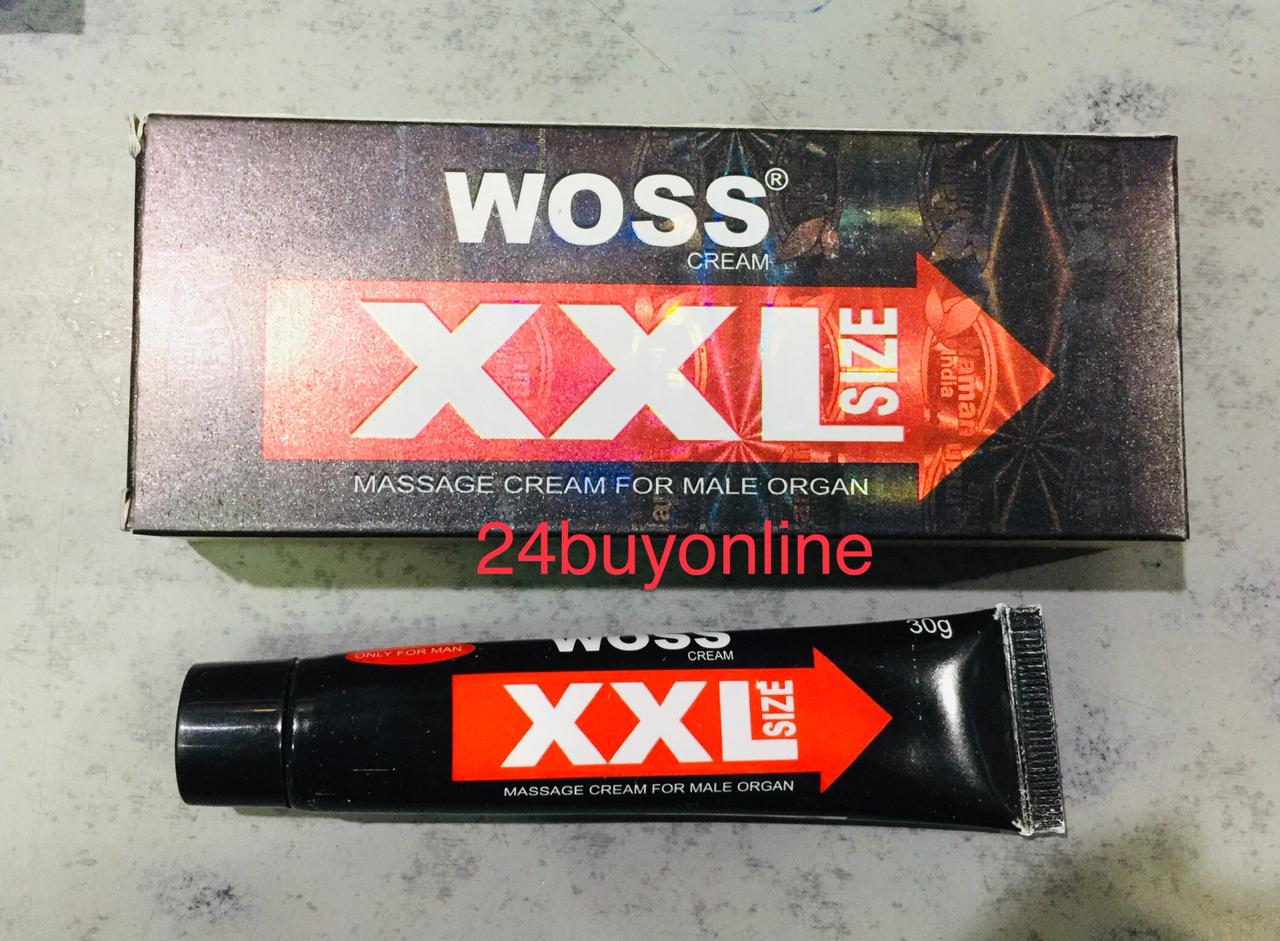 WOSS®
CREAM
XXL SIZE
MASSAGE CREAM FOR MALE ORGAN
24buyonline
ONLY FOR MAN
WOSS
CREAM
30g
XXL SIZE
MASSAGE CREAM FOR MALE ORGAN